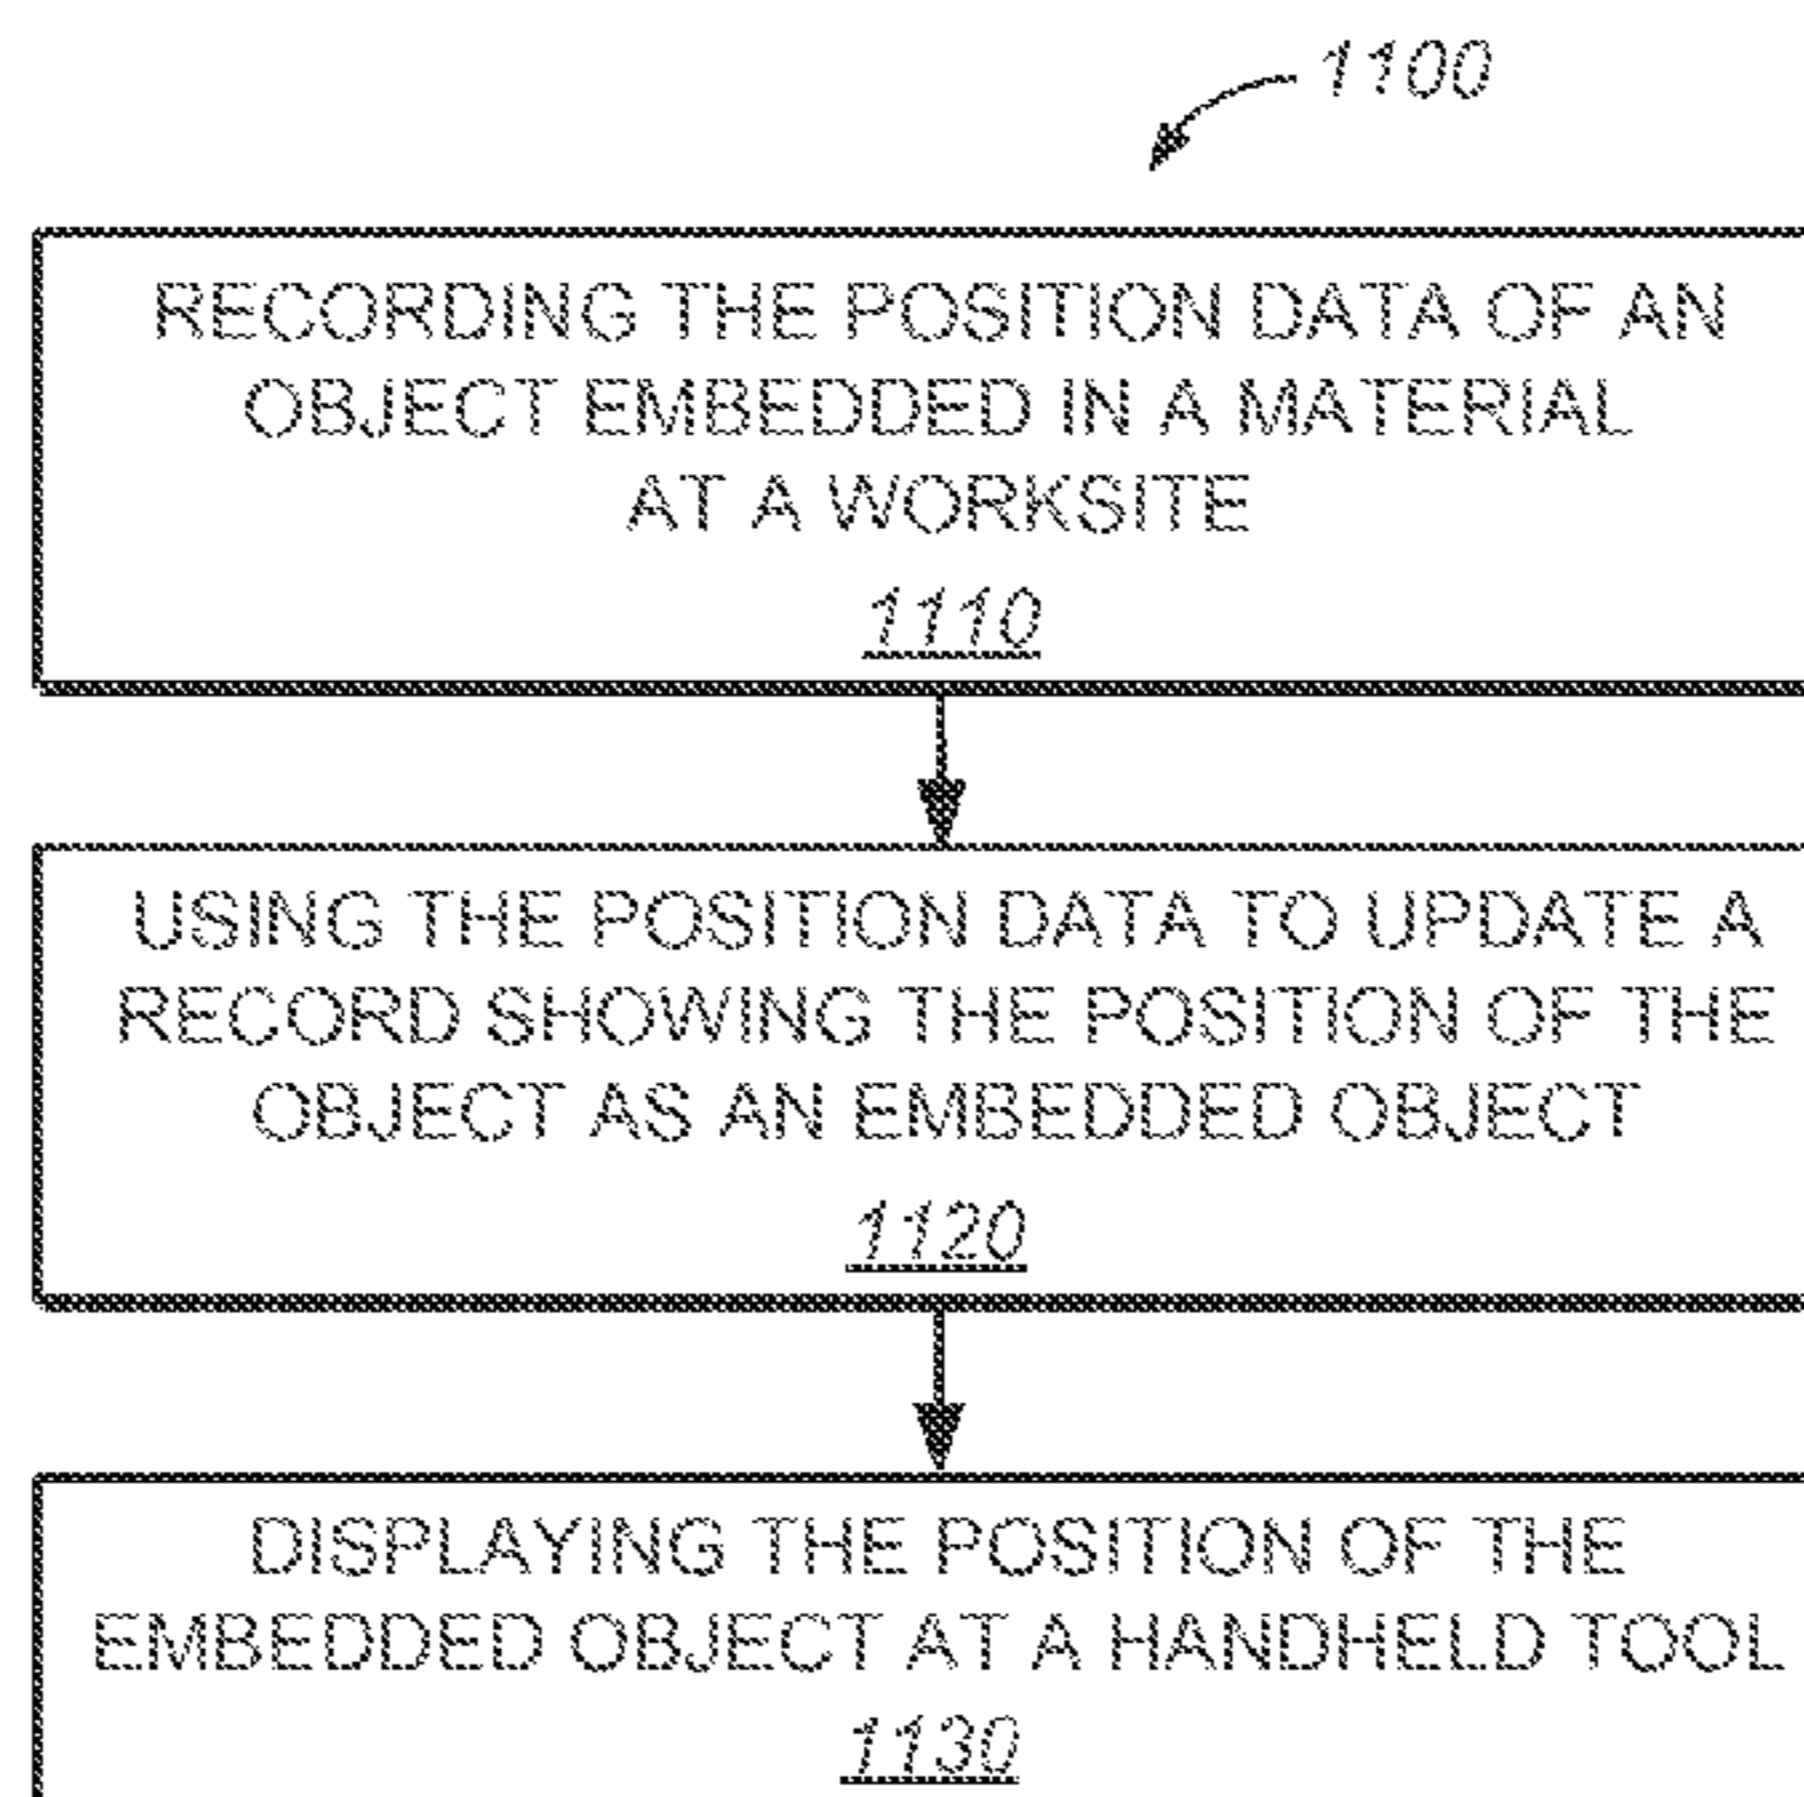 1100
RECORDING THE POSITION DATA OF AN
OBJECT EMBEDDED IN A MATERIAL
AT A WORKSITE
1110
USING THE POSITION DATA TO UPDATE A
RECORD SHOWING THE POSITION OF THE
OBJECT AS AN EMBEDDED OBJECT
1120
DISPLAYING THE POSITION OF THE
EMBEDDED OBJECT AT A HANDHELD TOOL
1130